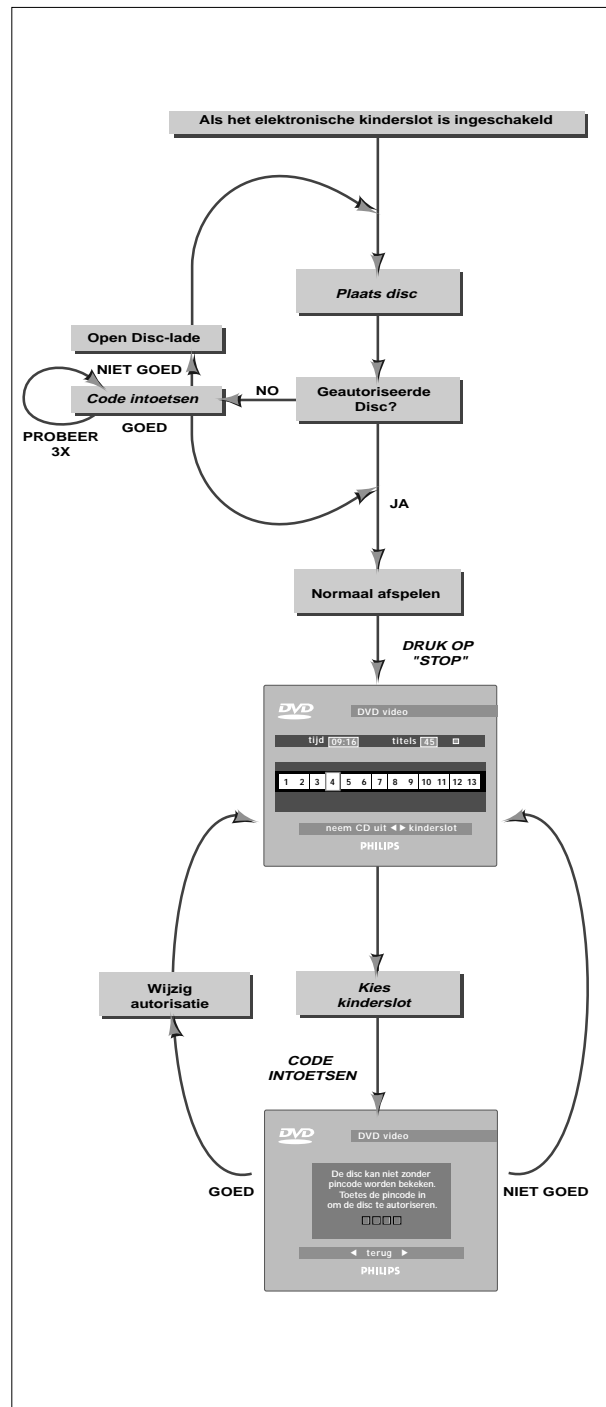 Als het elektronische kinderslot is ingeschakeld
Plaats disc
Open Disc-lade
NIET GOED
Code intoetsen
NO
Geautoriseerde
Disc?
GOED
PROBEER
3X
JA
Normaal afspelen
DRUK OP
"STOP"
DVD
DVD video
tijd 09:16 titels 45
1 2 3 4 5 6 7 8 9 10 11 12 13
neem CD uit ◄ ► kinderslot
PHILIPS
Wijzig
autorisatie
Kies
kinderslot
CODE
INTOETSEN
DVD
DVD video
De disc kan niet zonder
pincode worden bekeken.
Toetes de pincode in
om de disc te autoriseren.
GOED
NIET GOED
◄ terug ►
PHILIPS